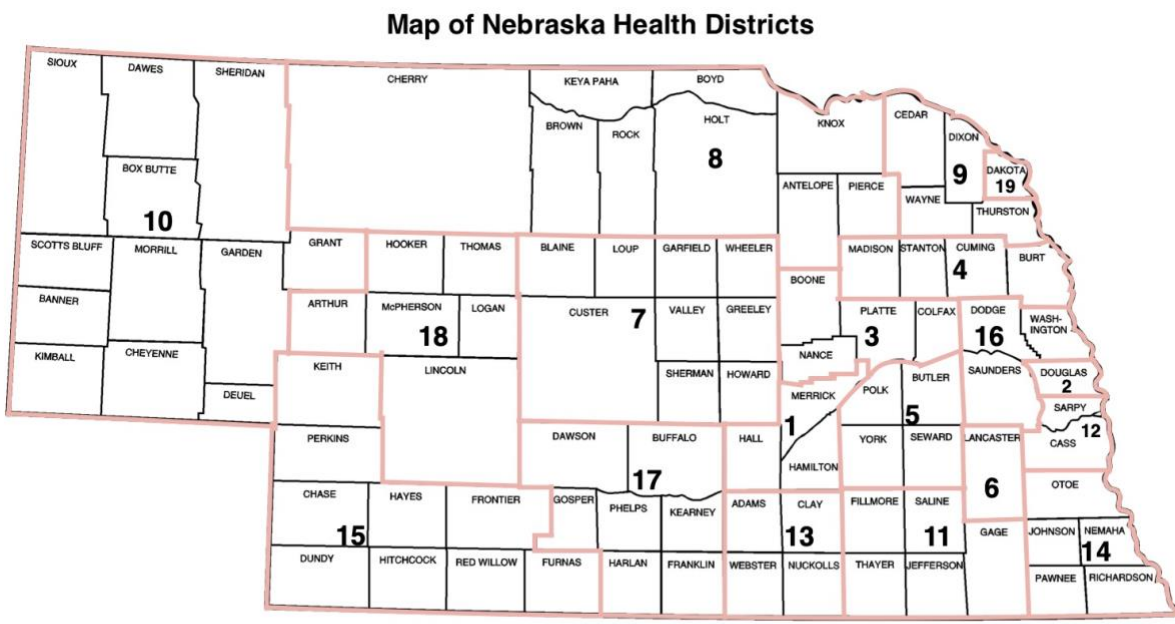 Map of Nebraska Health Districts
SIOUX
DAWES
SHERIDAN
CHERRY
KEYA PAHA
BOYD
BROWN
ROCK
HOLT
8
KNOX
CEDAR
DIXON
9
DAKOTA
19
BOX BUTTE
10
ANTELOPE
PIERCE
WAYNE
THURSTON
SCOTTS BLUFF
MORRILL
GARDEN
GRANT
HOOKER
THOMAS
BLAINE
LOUP
GARFIELD
WHEELER
BOONE
MADISON
STANTON
CUMING
4
BURT
BANNER
ARTHUR
McPHERSON
18
LOGAN
CUSTER
7
VALLEY
GREELEY
PLATTE
3
COLFAX
DODGE
16
WASH-
INGTON
KIMBALL
CHEYENNE
DEUEL
KEITH
LINCOLN
SHERMAN
HOWARD
NANCE
MERRICK
1
POLK
BUTLER
5
SAUNDERS
DOUGLAS
2
SARPY
12
CASS
PERKINS
DAWSON
BUFFALO
17
HALL
HAMILTON
YORK
SEWARD
LANCASTER
6
OTOE
CHASE
15
HAYES
FRONTIER
GOSPER
PHELPS
KEARNEY
ADAMS
CLAY
13
FILLMORE
SALINE
11
GAGE
JOHNSON
NEMAHA
14
DUNDY
HITCHCOCK
RED WILLOW
FURNAS
HARLAN
FRANKLIN
WEBSTER
NUCKOLLS
THAYER
JEFFERSON
PAWNEE
RICHARDSON